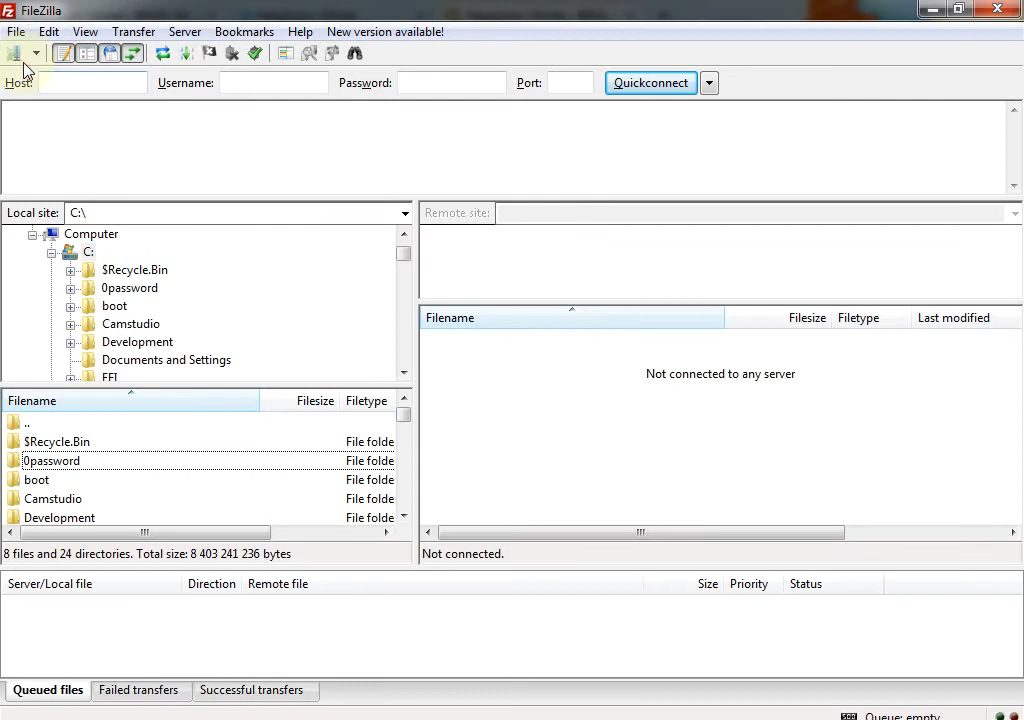 FileZilla
File Edit View Transfer Server Bookmarks Help New version available!
Host: Username: Password: Port: Quickconnect
Local site: C:\ Remote site:
Computer
C:
$Recycle.Bin
0password
boot
Camstudio
Development
Documents and Settings
EFI
Filename Filesize Filetype Last modified
Not connected to any server
Filename Filesize Filetype
..
$Recycle.Bin File folde
0password File folde
boot File folde
Camstudio File folde
Development File folde
8 files and 24 directories. Total size: 8 403 241 236 bytes
Not connected.
Server/Local file Direction Remote file Size Priority Status
Queued files Failed transfers Successful transfers
Queue: empty